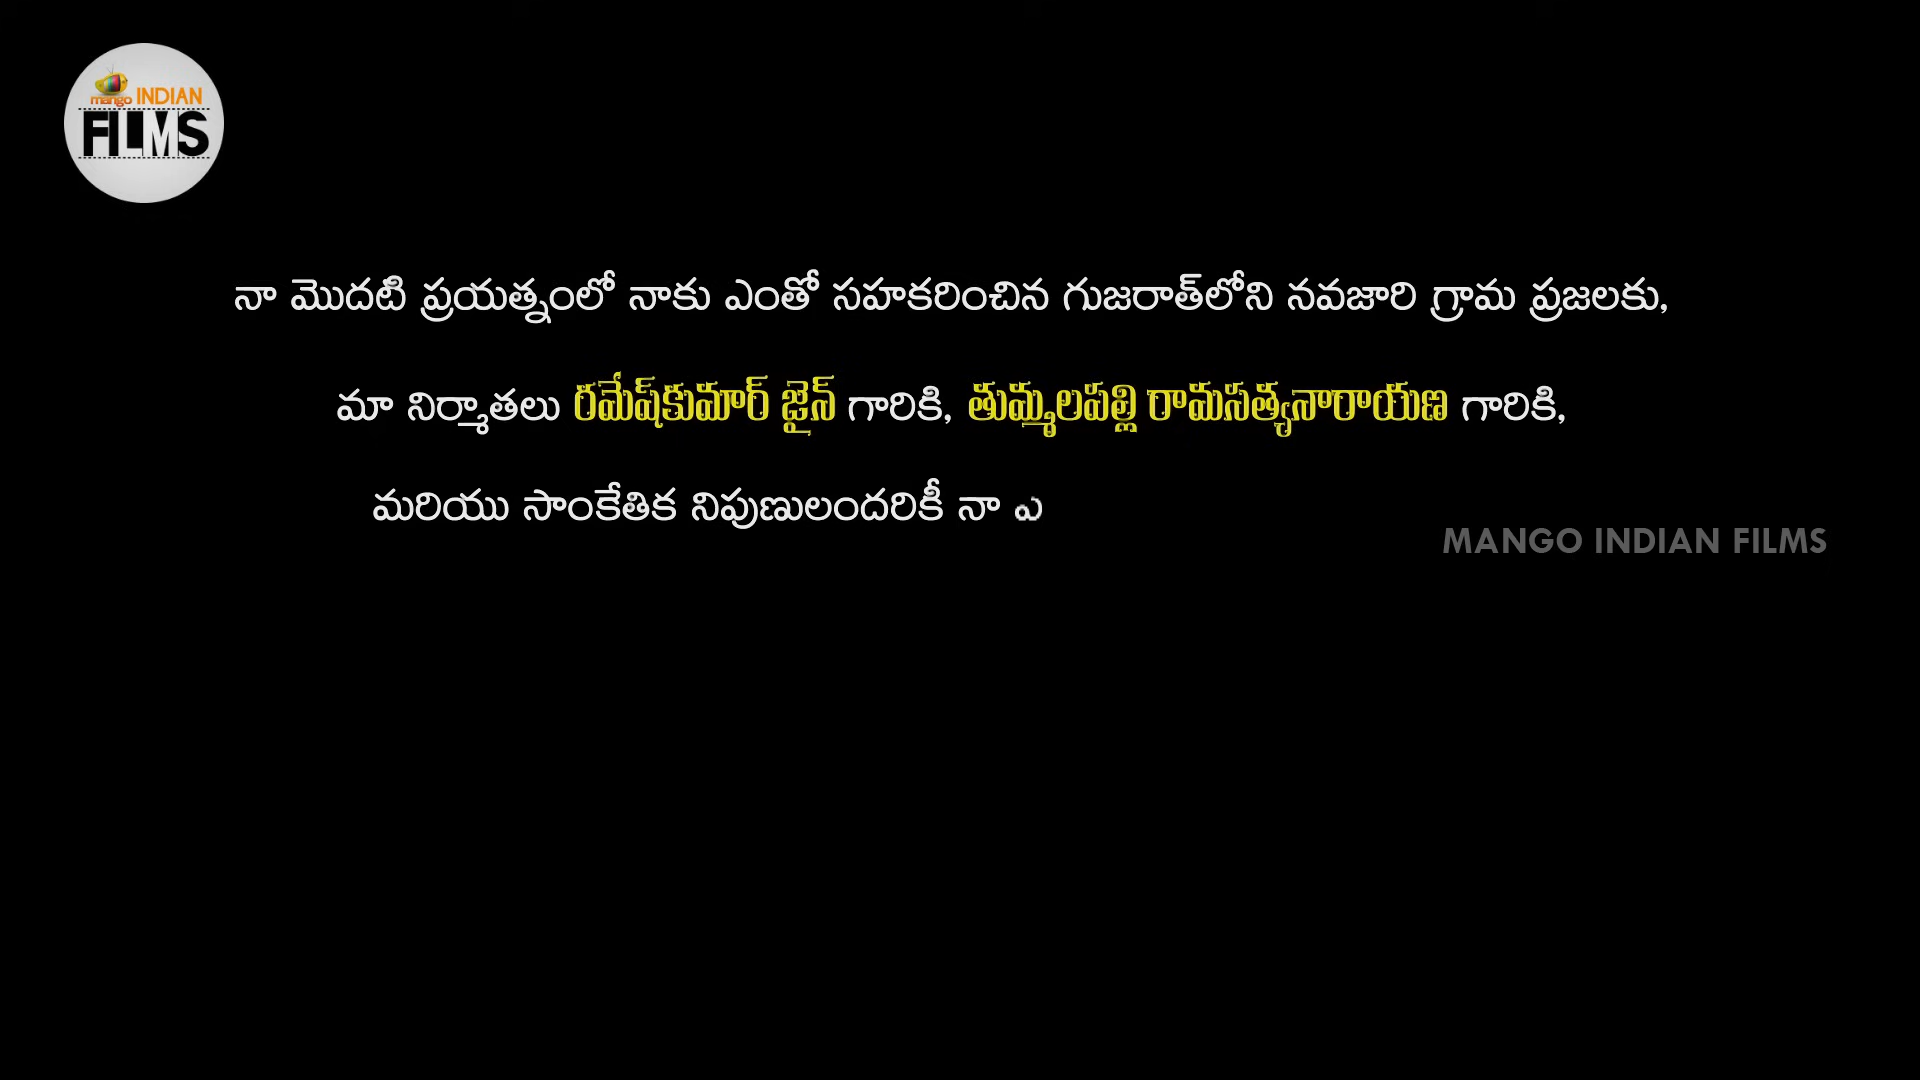 mango INDIAN
FILMS
నా మొదటి ప్రయత్నంలో నాకు ఎంతో సహకరించిన గుజరాత్‌లోని నవజారి గ్రామ ప్రజలకు,
మా నిర్మాతలు రమేష్‌కుమార్ జైన్ గారికి, తుమ్మలపల్లి రామసత్యనారాయణ గారికి,
మరియు సాంకేతిక నిపుణులందరికీ నా ఎ
MANGO INDIAN FILMS